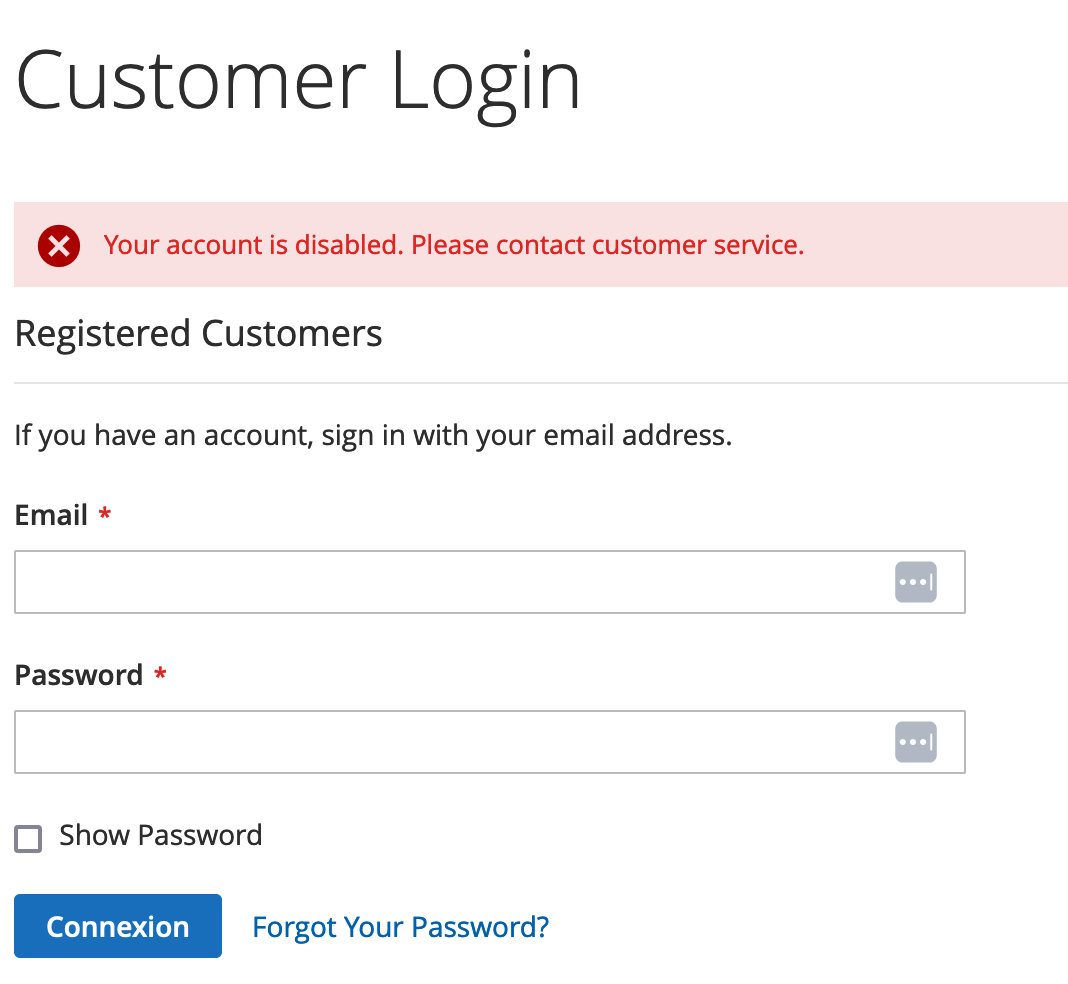 Customer Login
Your account is disabled. Please contact customer service.
Registered Customers
If you have an account, sign in with your email address.
Email *
Password *
Show Password
Connexion
Forgot Your Password?